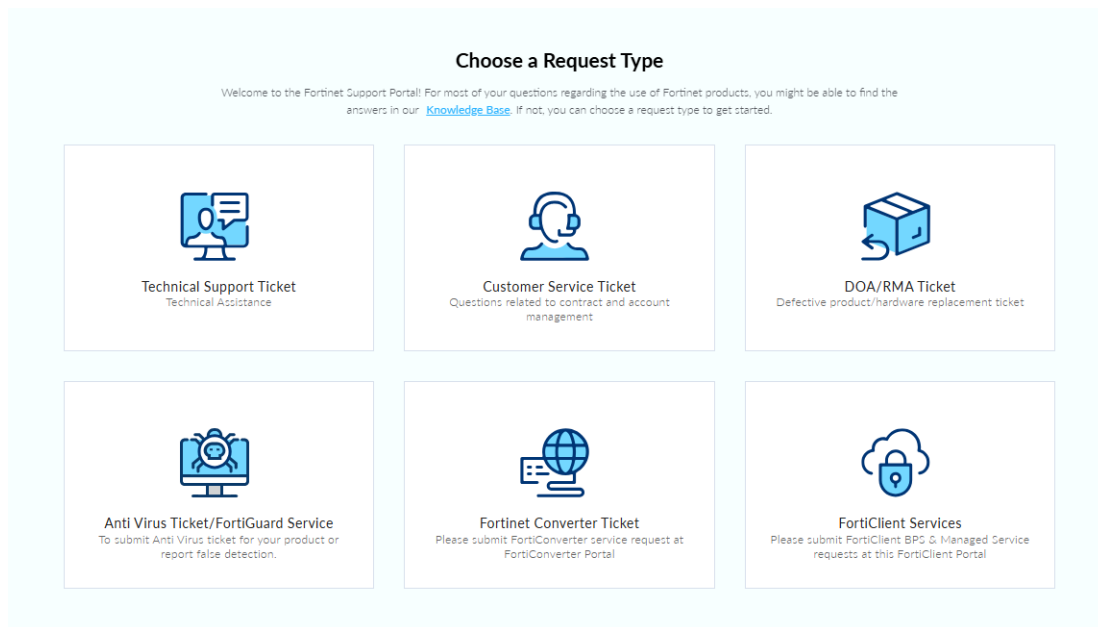 Choose a Request Type
Welcome to the Fortinet Support Portal! For most of your questions regarding the use of Fortinet products, you might be able to find the
answers in our Knowledge Base. If not, you can choose a request type to get started.
Technical Support Ticket
Technical Assistance
Customer Service Ticket
Questions related to contract and account
management
DOA/RMA Ticket
Defective product/hardware replacement ticket
Anti Virus Ticket/FortiGuard Service
To submit Anti Virus ticket for your product or
report false detection.
Fortinet Converter Ticket
Please submit FortiConverter service request at
FortiConverter Portal
FortiClient Services
Please submit FortiClient BPS & Managed Service
requests at this FortiClient Portal